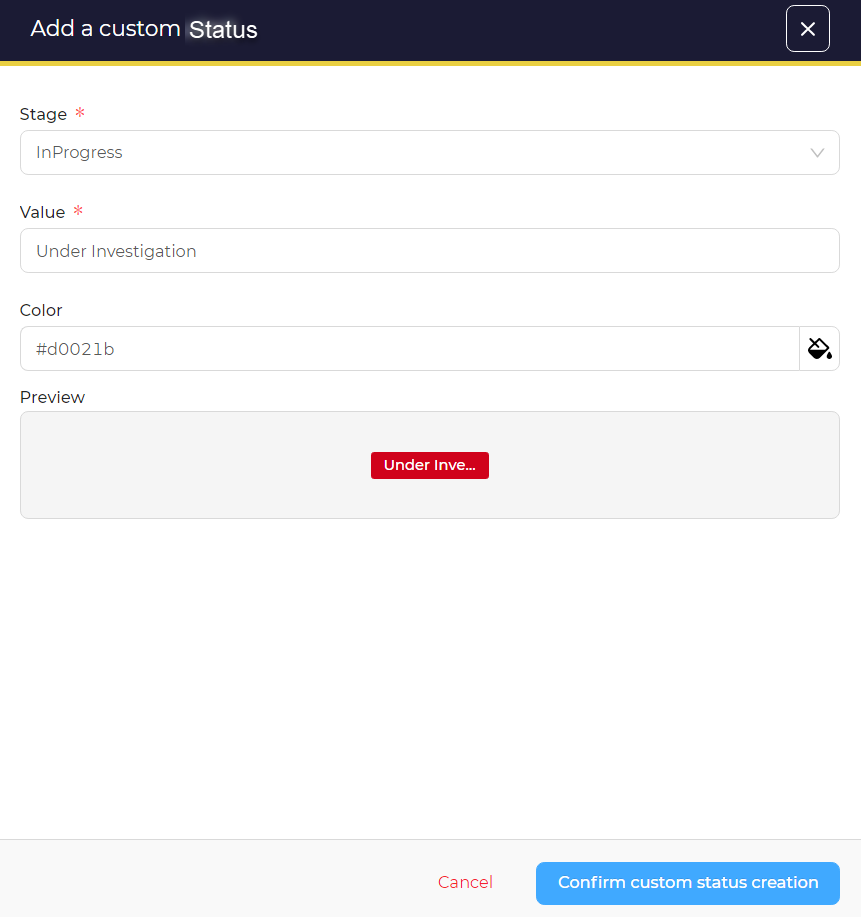 Add a custom Status
Stage *
InProgress
Value *
Under Investigation
Color
#d0021b
Preview
Under Inve...
Cancel
Confirm custom status creation